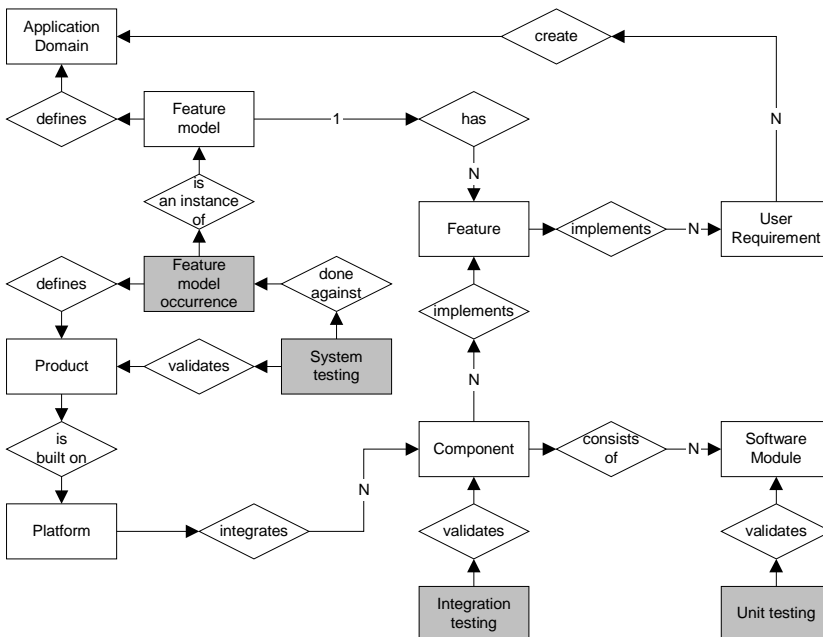 Application
Domain
create
defines
Feature
model
1
has
N
is
an instance
of
N
Feature
implements
N
User
Requirement
defines
Feature
model
occurrence
done
against
implements
Product
validates
System
testing
N
is
built on
Component
consists
of
N
Software
Module
N
Platform
integrates
validates
validates
Integration
testing
Unit testing